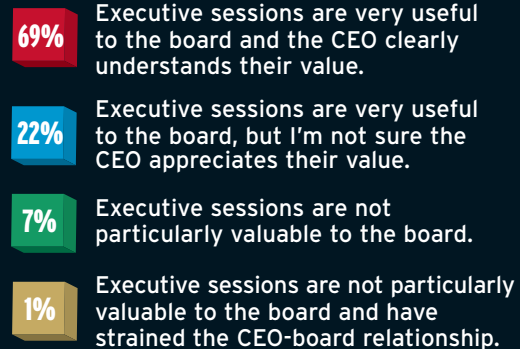 69%
Executive sessions are very useful
to the board and the CEO clearly
understands their value.
22%
Executive sessions are very useful
to the board, but I'm not sure the
CEO appreciates their value.
7%
Executive sessions are not
particularly valuable to the board.
1%
Executive sessions are not particularly
valuable to the board and have
strained the CEO-board relationship.